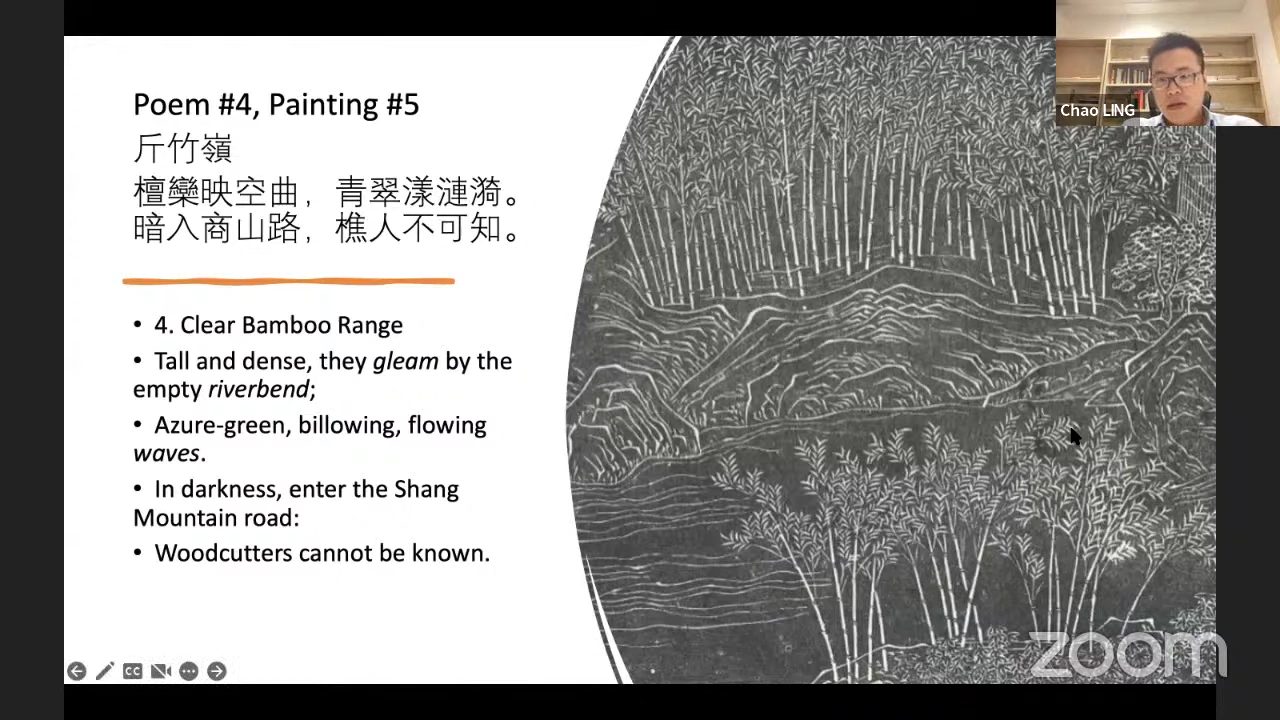 Poem #4, Painting #5
斤竹嶺
檀欒映空曲，青翠漾漣漪。
暗入商山路，樵人不可知。
• 4. Clear Bamboo Range
• Tall and dense, they gleam by the
empty riverbend;
• Azure-green, billowing, flowing
waves.
• In darkness, enter the Shang
Mountain road:
• Woodcutters cannot be known.
Chao LING
CC
zoom